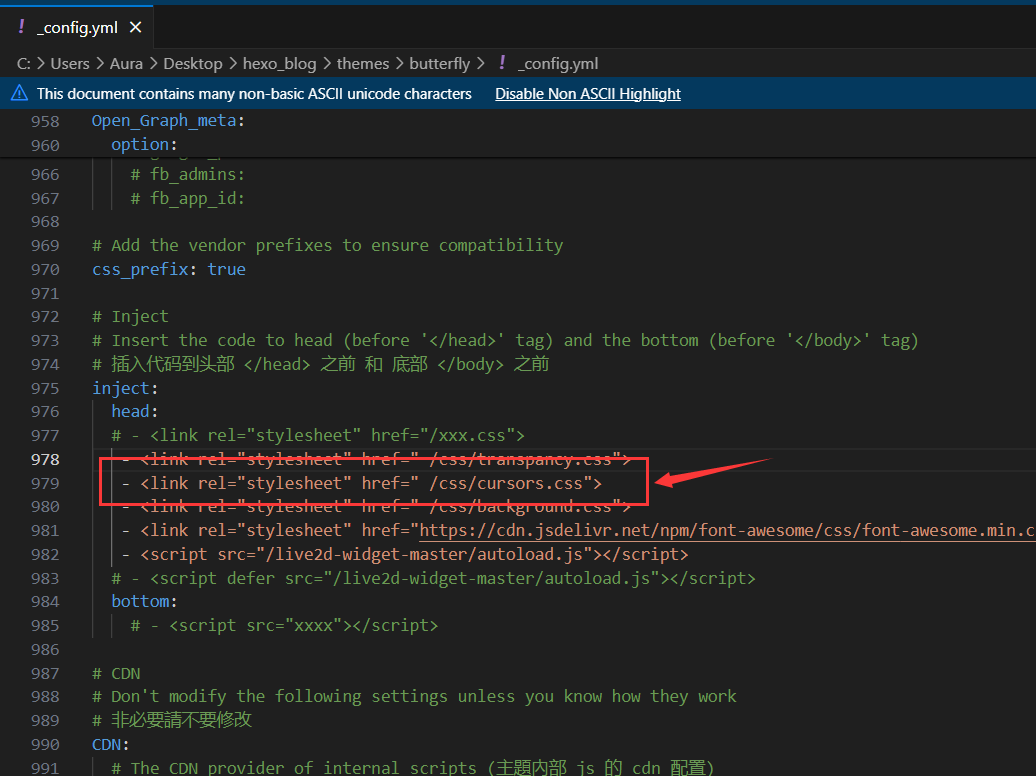 ! _config.yml ×
C: > Users > Aura > Desktop > hexo_blog > themes > butterfly > ! _config.yml
This document contains many non-basic ASCII unicode characters Disable Non ASCII Highlight
958 Open_Graph_meta:
960 option:
966 # fb_admins:
967 # fb_app_id:
968
969 # Add the vendor prefixes to ensure compatibility
970 css_prefix: true
971
972 # Inject
973 # Insert the code to head (before '</head>' tag) and the bottom (before '</body>' tag)
974 # 插入代码到头部 </head> 之前 和 底部 </body> 之前
975 inject:
976 head:
977 # - <link rel="stylesheet" href="/xxx.css">
978 - <link rel="stylesheet" href=" /css/transpancy.css">
979 - <link rel="stylesheet" href=" /css/cursors.css">
980 - <link rel="stylesheet" href=" /css/background.css">
981 - <link rel="stylesheet" href="https://cdn.jsdelivr.net/npm/font-awesome/css/font-awesome.min.c
982 - <script src="/live2d-widget-master/autoload.js"></script>
983 # - <script defer src="/live2d-widget-master/autoload.js"></script>
984 bottom:
985 # - <script src="xxxx"></script>
986
987 # CDN
988 # Don't modify the following settings unless you know how they work
989 # 非必要請不要修改
990 CDN:
991 # The CDN provider of internal scripts (主題內部 js 的 cdn 配置)